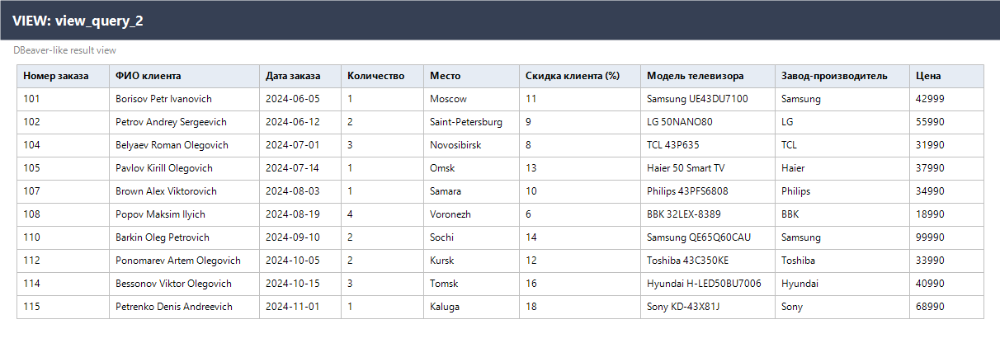 VIEW: view_query_2
DBeaver-like result view
Номер заказа ФИО клиента Дата заказа Количество Место Скидка клиента (%) Модель телевизора Завод-производитель Цена
101 Borisov Petr Ivanovich 2024-06-05 1 Moscow 11 Samsung UE43DU7100 Samsung 42999
102 Petrov Andrey Sergeevich 2024-06-12 2 Saint-Petersburg 9 LG 50NANO80 LG 55990
104 Belyaev Roman Olegovich 2024-07-01 3 Novosibirsk 8 TCL 43P635 TCL 31990
105 Pavlov Kirill Olegovich 2024-07-14 1 Omsk 13 Haier 50 Smart TV Haier 37990
107 Brown Alex Viktorovich 2024-08-03 1 Samara 10 Philips 43PFS6808 Philips 34990
108 Popov Maksim Ilyich 2024-08-19 4 Voronezh 6 BBK 32LEX-8389 BBK 18990
110 Barkin Oleg Petrovich 2024-09-10 2 Sochi 14 Samsung QE65Q60CAU Samsung 99990
112 Ponomarev Artem Olegovich 2024-10-05 2 Kursk 12 Toshiba 43C350KE Toshiba 33990
114 Bessonov Viktor Olegovich 2024-10-15 3 Tomsk 16 Hyundai H-LED50BU7006 Hyundai 40990
115 Petrenko Denis Andreevich 2024-11-01 1 Kaluga 18 Sony KD-43X81J Sony 68990